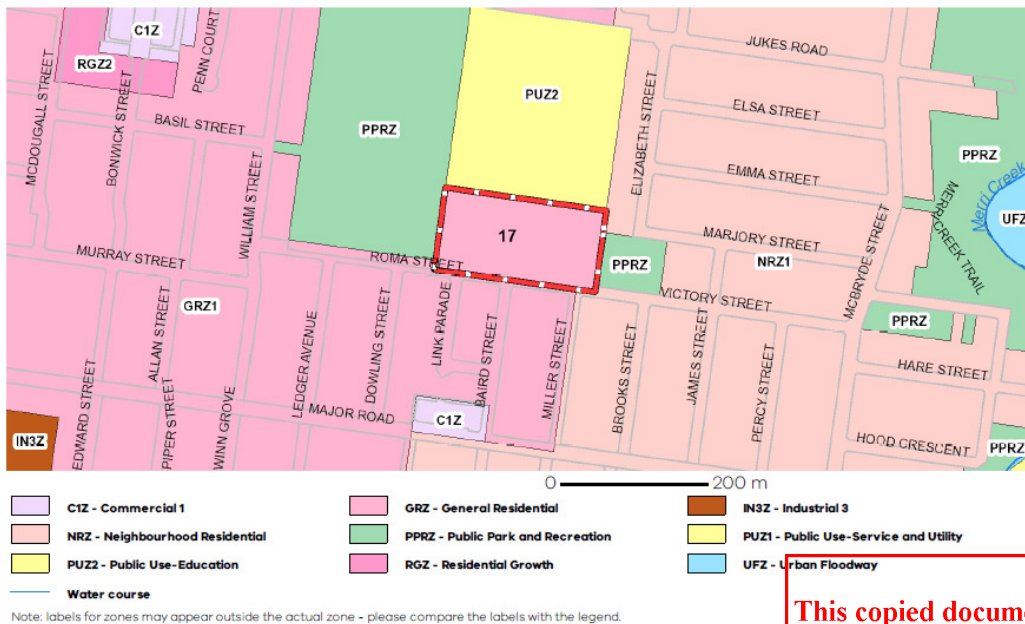 C1Z
RGZ2
PENN COURT
MCDOUGALL STREET
BONWICK STREET
BASIL STREET
WILLIAM STREET
PPRZ
PUZ2
JUKES ROAD
ELIZABETH STREET
ELSA STREET
EMMA STREET
PPRZ
Merri Creek
MERRI CREEK TRAIL
UFZ
MURRAY STREET
ROMA STREET
17
PPRZ
MARJORY STREET
NRZ1
MCBRYDE STREET
GRZ1
ALLAN STREET
LEDGER AVENUE
DOWLING STREET
LINK PARADE
BAIRD STREET
MILLER STREET
VICTORY STREET
BROOKS STREET
JAMES STREET
PERCY STREET
PPRZ
HARE STREET
IN3Z
EDWARD STREET
PIPER STREET
WINN GROVE
MAJOR ROAD
C1Z
HOOD CRESCENT
PPRZ
0 200 m
C1Z - Commercial 1
GRZ - General Residential
IN3Z - Industrial 3
NRZ - Neighbourhood Residential
PPRZ - Public Park and Recreation
PUZ1 - Public Use-Service and Utility
PUZ2 - Public Use-Education
RGZ - Residential Growth
UFZ - Urban Floodway
Water course
Note: labels for zones may appear outside the actual zone - please compare the labels with the legend.
This copied docume